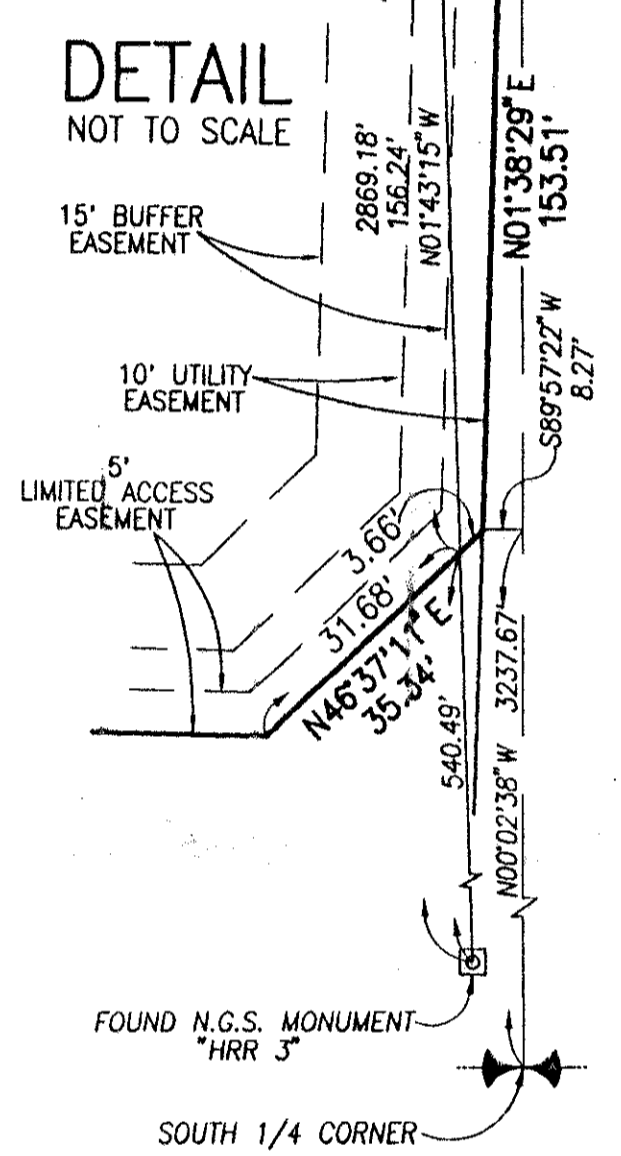 DETAIL
NOT TO SCALE
15' BUFFER
EASEMENT
2869.18'
156.24'
N01°43'15"W
N01°38'29"E
153.51'
10' UTILITY
EASEMENT
S89°57'22"W
8.27'
5'
LIMITED ACCESS
EASEMENT
3.66'
31.68'
N46°37'11"E
35.34'
540.49'
3237.67'
N00°02'38"W
FOUND N.G.S. MONUMENT
"HRR 3"
SOUTH 1/4 CORNER